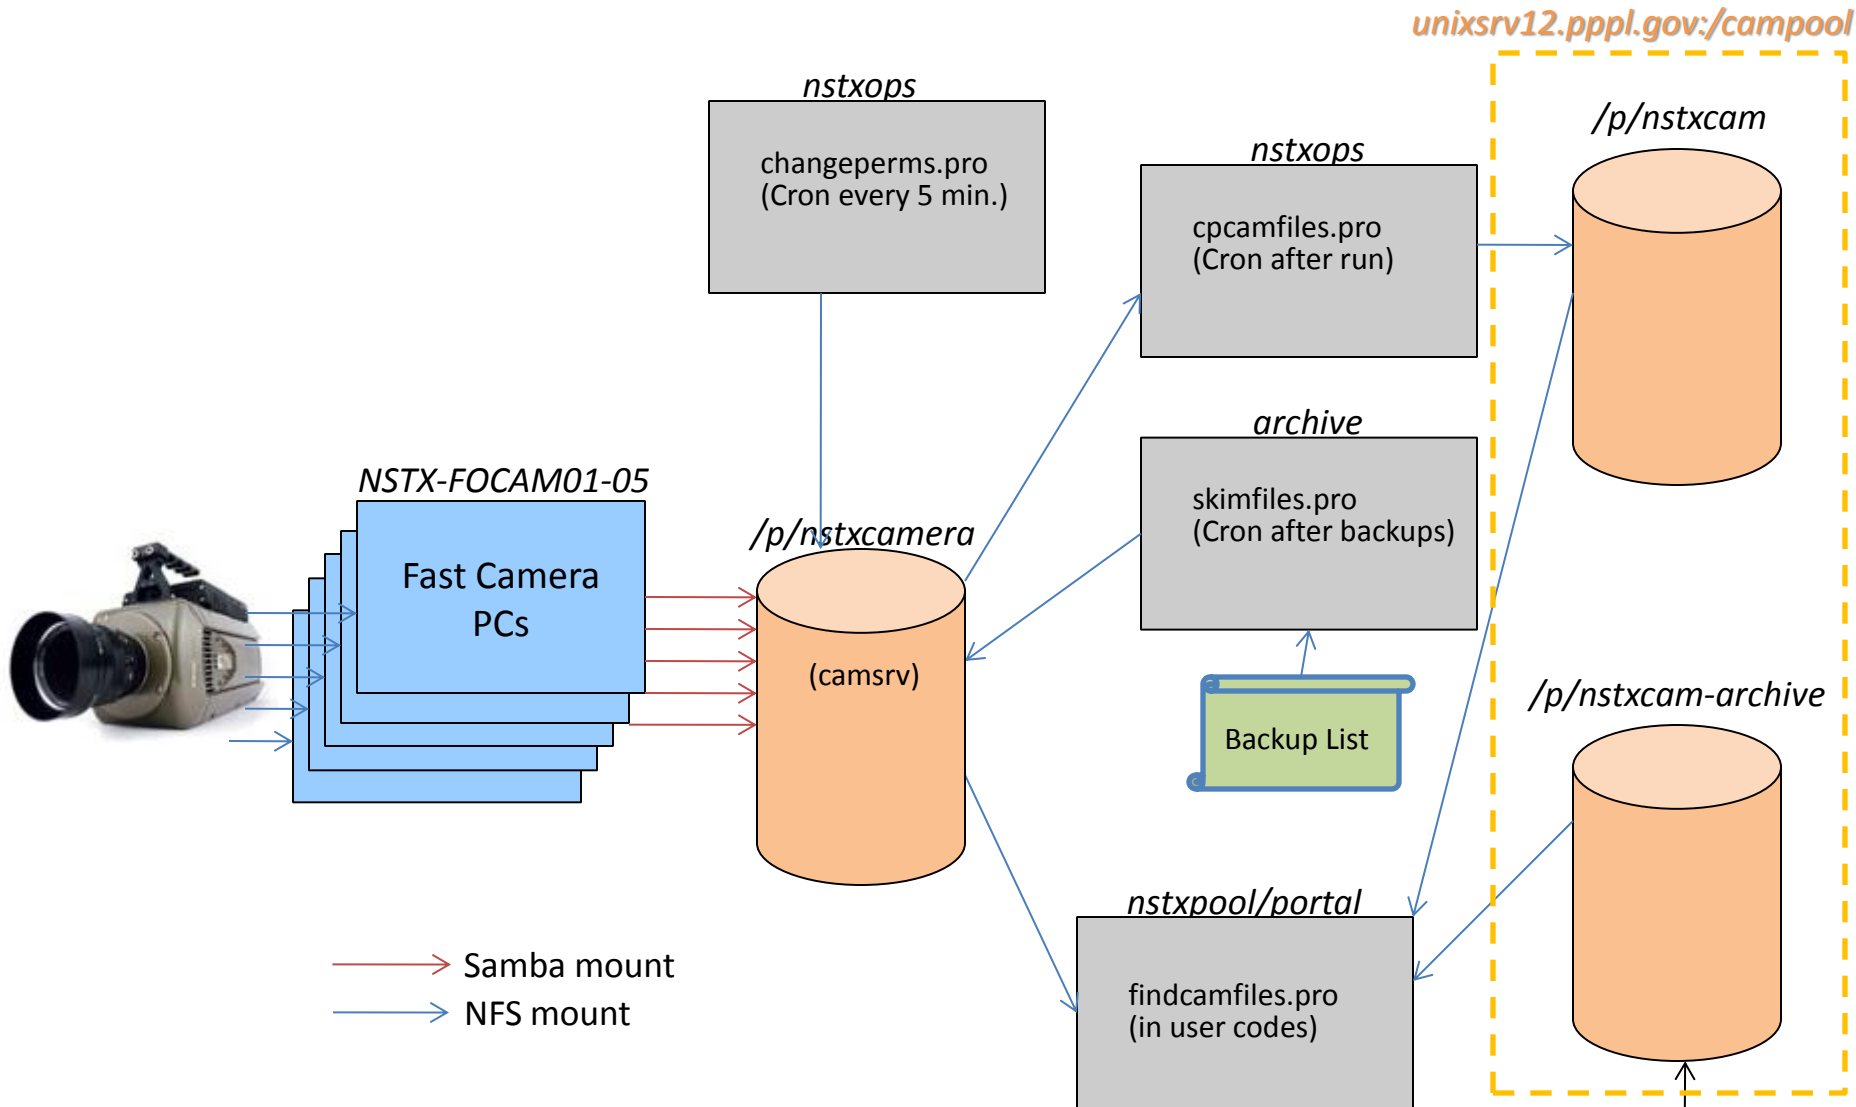 unixsrv12.pppl.gov:/campool
nstxops
changeperms.pro
(Cron every 5 min.)
nstxops
cpcamfiles.pro
(Cron after run)
/p/nstxcam
archive
skimfiles.pro
(Cron after backups)
Backup List
NSTX-FOCAM01-05
Fast Camera
PCs
/p/nstxcamera
(camsrv)
/p/nstxcam-archive
nstxpool/portal
findcamfiles.pro
(in user codes)
Samba mount
NFS mount